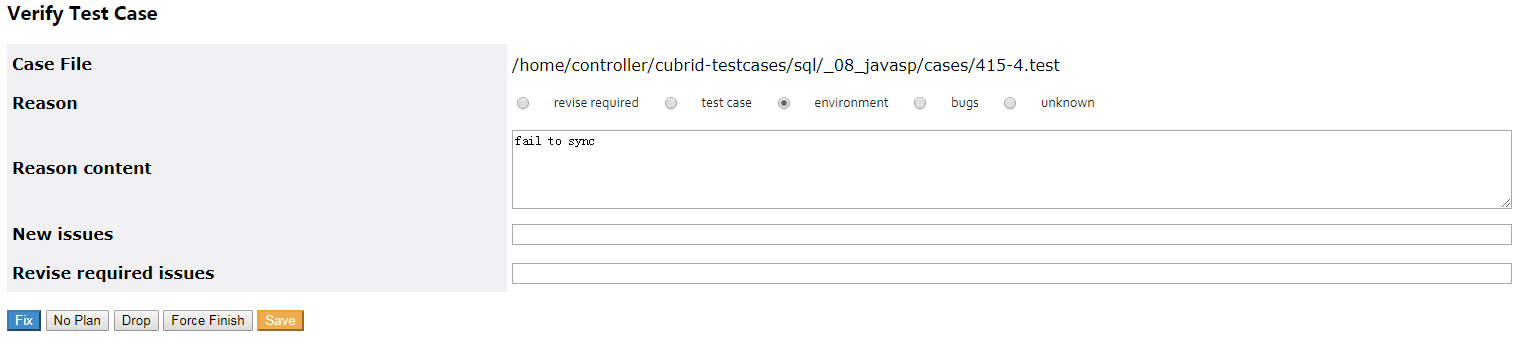 Verify Test Case
Case File /home/controller/cubrid-testcases/sql/_08_javasp/cases/415-4.test
Reason revise required test case environment bugs unknown
Reason content fail to sync
New issues
Revise required issues
Fix No Plan Drop Force Finish Save